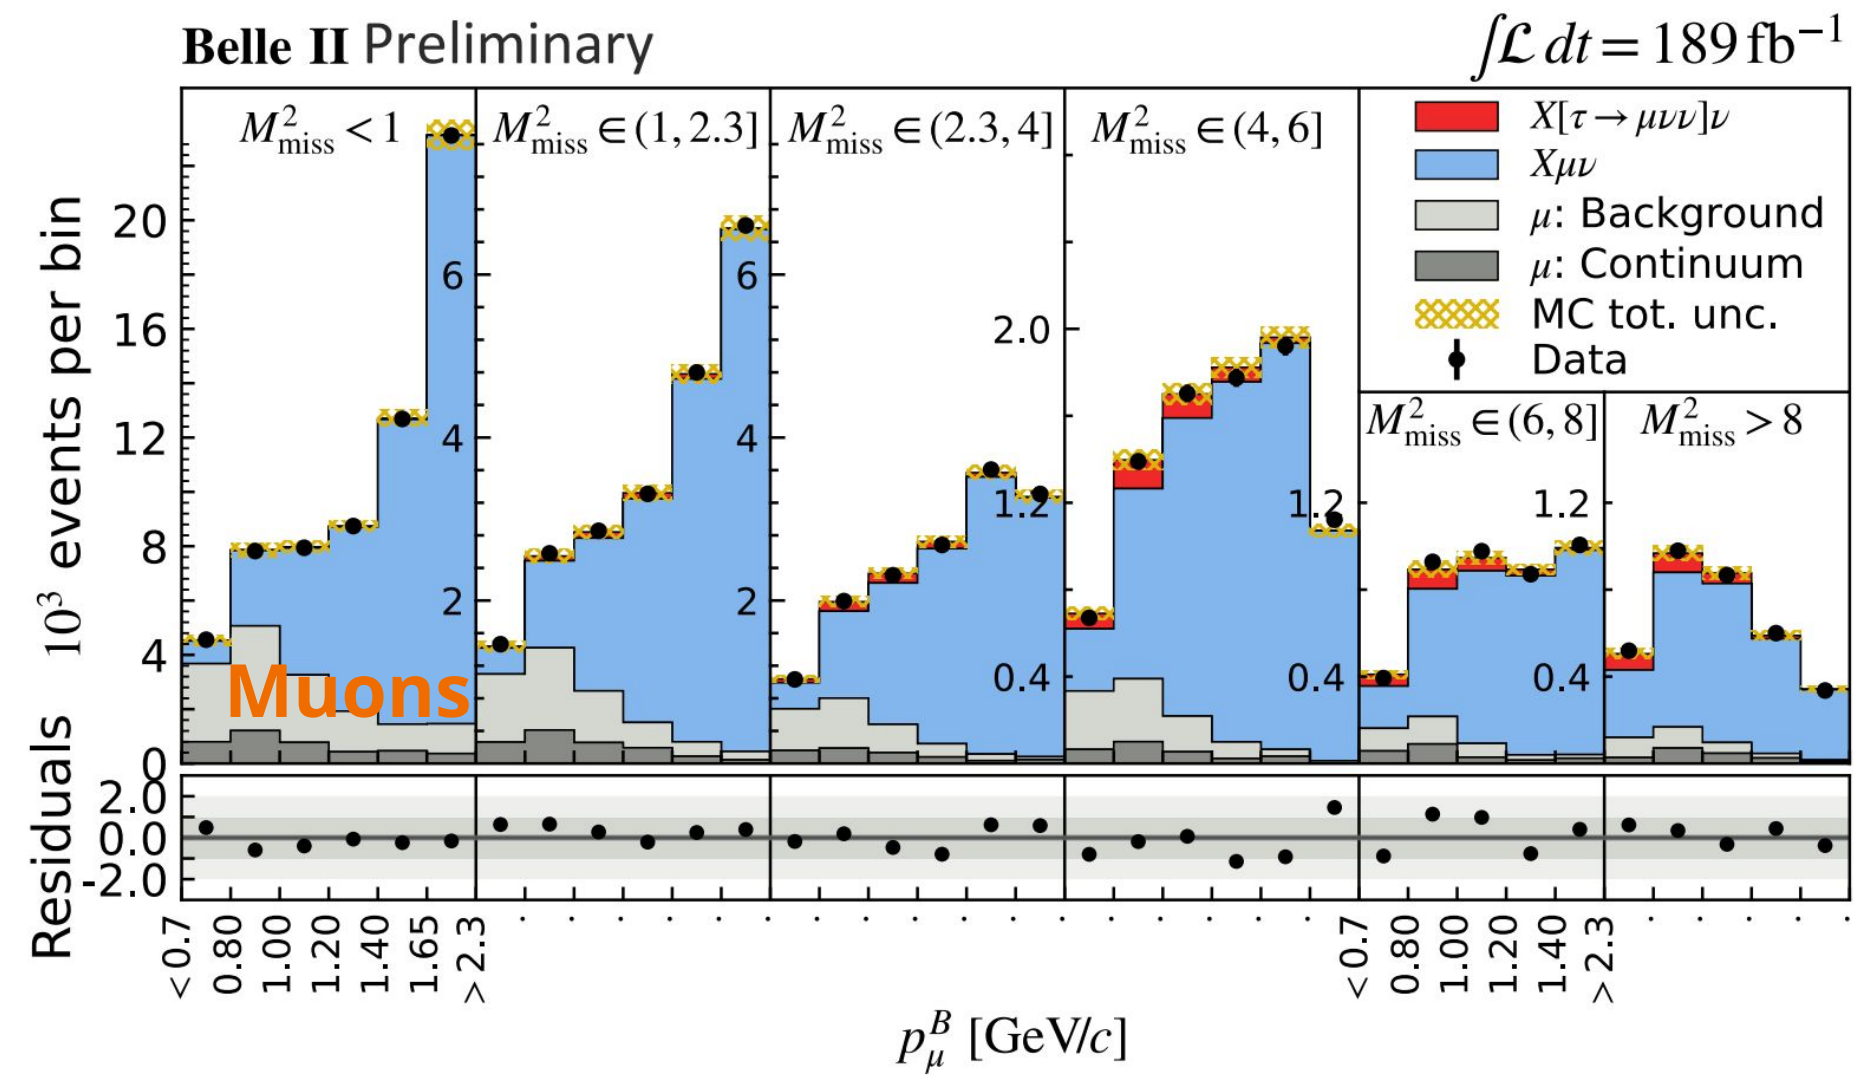 Belle II Preliminary
∫ℒ dt = 189 fb⁻¹
M²miss < 1
M²miss ∈ (1, 2.3]
M²miss ∈ (2.3, 4]
M²miss ∈ (4, 6]
X[τ → μνν]ν
Xμν
μ: Background
μ: Continuum
MC tot. unc.
Data
M²miss ∈ (6, 8]
M²miss > 8
10³ events per bin
20
16
12
8
4
0
6
4
2
6
4
2
2.0
1.2
0.4
1.2
0.4
1.2
0.4
Muons
Residuals
2.0
0.0
-2.0
< 0.7
0.80
1.00
1.20
1.40
1.65
> 2.3
< 0.7
0.80
1.00
1.20
1.40
> 2.3
pᴮμ [GeV/c]